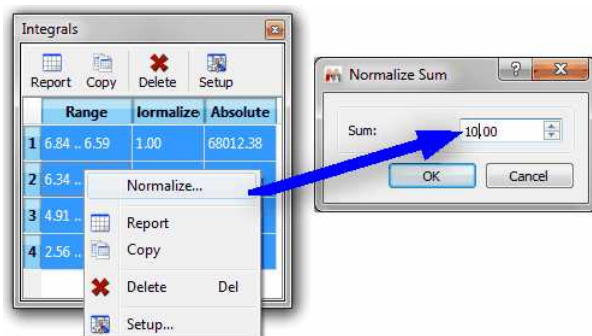 Integrals
Report Copy Delete Setup
Range Iormalize Absolute
1 6.84 .. 6.59 1.00 68012.38
2 6.34 ..
3 4.91 ..
4 2.56 ..
Normalize...
Report
Copy
Delete Del
Setup...
Normalize Sum
Sum: 10.00
OK Cancel